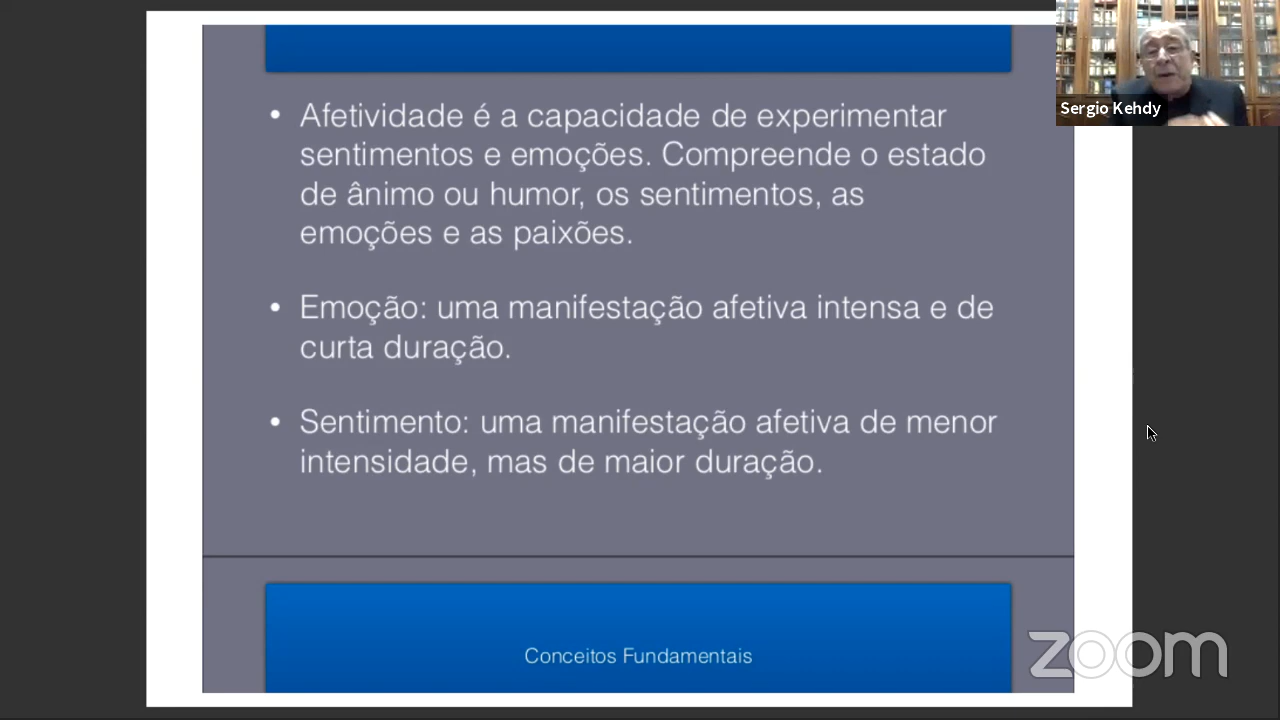 Sergio Kehdy
• Afetividade é a capacidade de experimentar
sentimentos e emoções. Compreende o estado
de ânimo ou humor, os sentimentos, as
emoções e as paixões.
• Emoção: uma manifestação afetiva intensa e de
curta duração.
• Sentimento: uma manifestação afetiva de menor
intensidade, mas de maior duração.
Conceitos Fundamentais
zoom